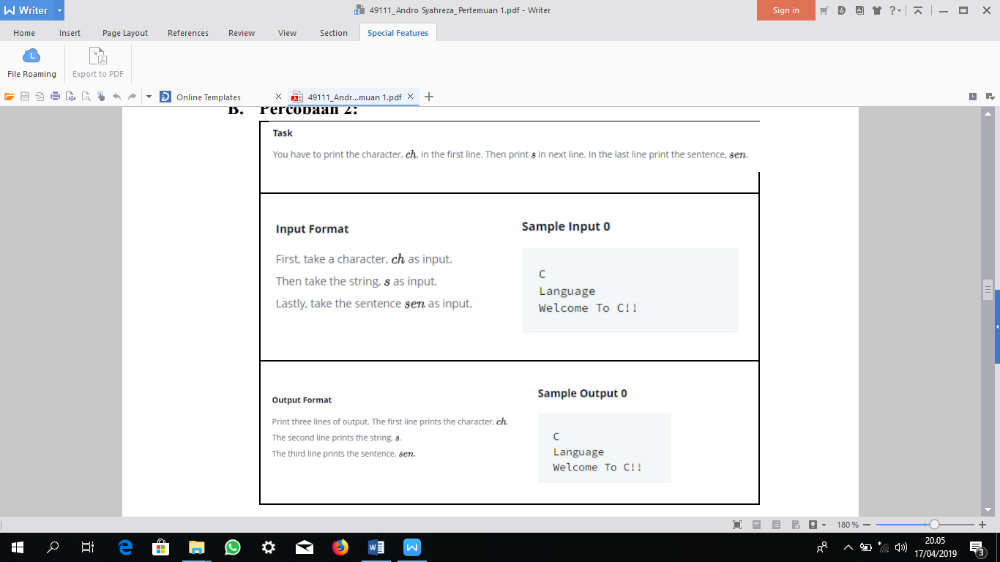 Writer
49111_Andro Syahreza_Pertemuan 1.pdf - Writer
Sign in
Home Insert Page Layout References Review View Section Special Features
File Roaming Export to PDF
Online Templates
49111_Andr...muan 1.pdf
B. Percobaan 2:
Task
You have to print the character, ch, in the first line. Then print s in next line. In the last line print the sentence, sen.
Input Format
First, take a character, ch as input.
Then take the string, s as input.
Lastly, take the sentence sen as input.
Sample Input 0
C
Language
Welcome To C!!
Output Format
Print three lines of output. The first line prints the character, ch.
The second line prints the string, s.
The third line prints the sentence, sen.
Sample Output 0
C
Language
Welcome To C!!
180 %
20.05
17/04/2019
3